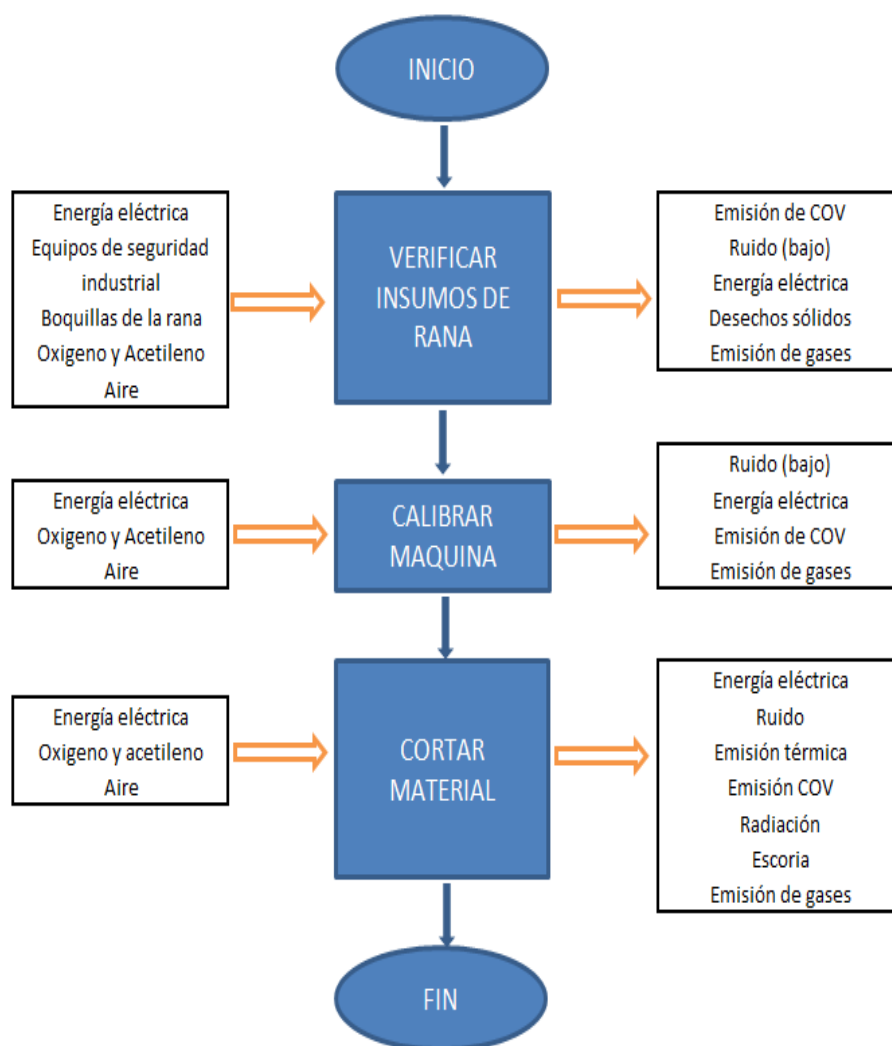 INICIO
Energía eléctrica
Equipos de seguridad
industrial
Boquillas de la rana
Oxigeno y Acetileno
Aire
VERIFICAR
INSUMOS DE
RANA
Emisión de COV
Ruido (bajo)
Energía eléctrica
Desechos sólidos
Emisión de gases
Energía eléctrica
Oxigeno y Acetileno
Aire
CALIBRAR
MAQUINA
Ruido (bajo)
Energía eléctrica
Emisión de COV
Emisión de gases
Energía eléctrica
Oxigeno y acetileno
Aire
CORTAR
MATERIAL
Energía eléctrica
Ruido
Emisión térmica
Emisión COV
Radiación
Escoria
Emisión de gases
FIN